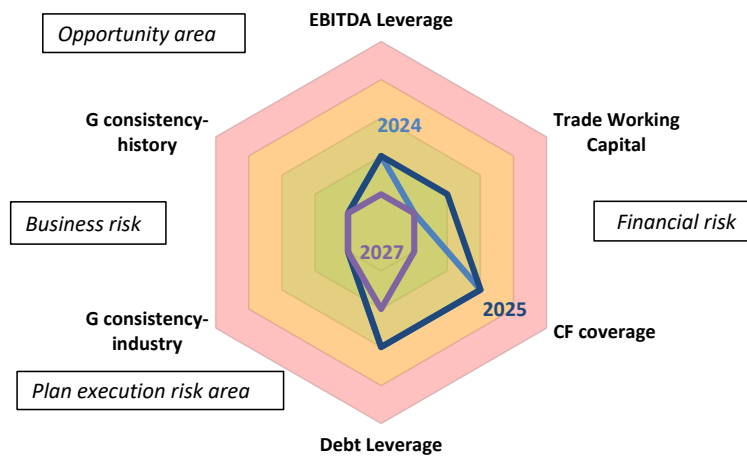 EBITDA Leverage
Opportunity area
G consistency-
history
2024
Trade Working
Capital
Business risk
Financial risk
2027
G consistency-
industry
2025
CF coverage
Plan execution risk area
Debt Leverage